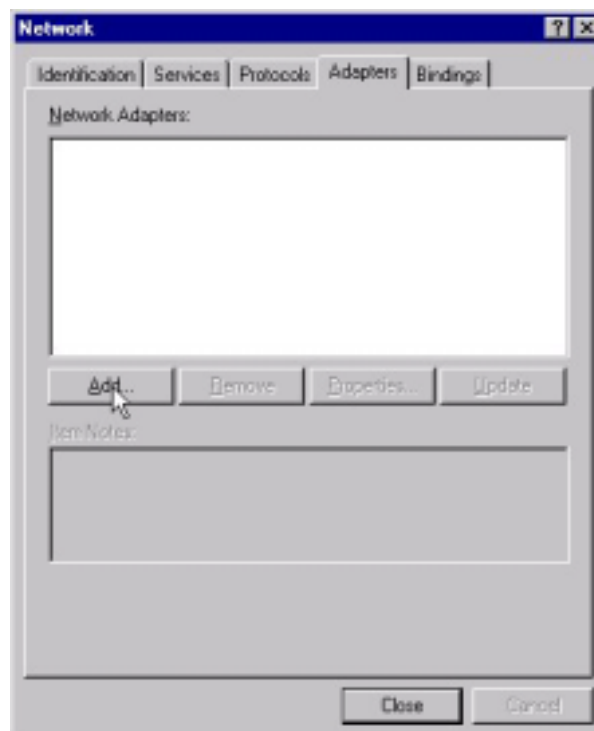 Network
Identification Services Protocols Adapters Bindings
Network Adapters:
Add... Remove Properties... Update
Item Notes:
Close Cancel